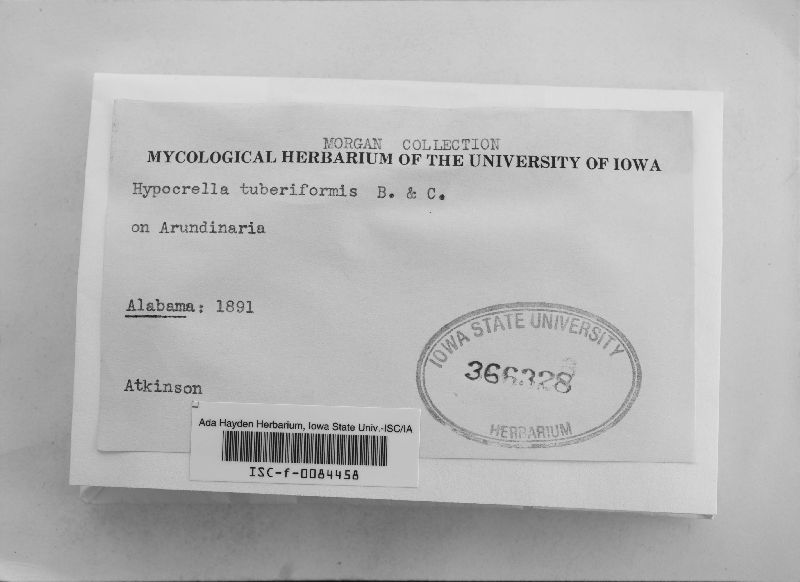 MORGAN COLLECTION
MYCOLOGICAL HERBARIUM OF THE UNIVERSITY OF IOWA
Hypocrella tuberiformis B. & C.
on Arundinaria
Alabama: 1891
Atkinson
IOWA STATE UNIVERSITY
366328
HERBARIUM
Ada Hayden Herbarium, Iowa State Univ.-ISC/IA
ISC-f-0084458